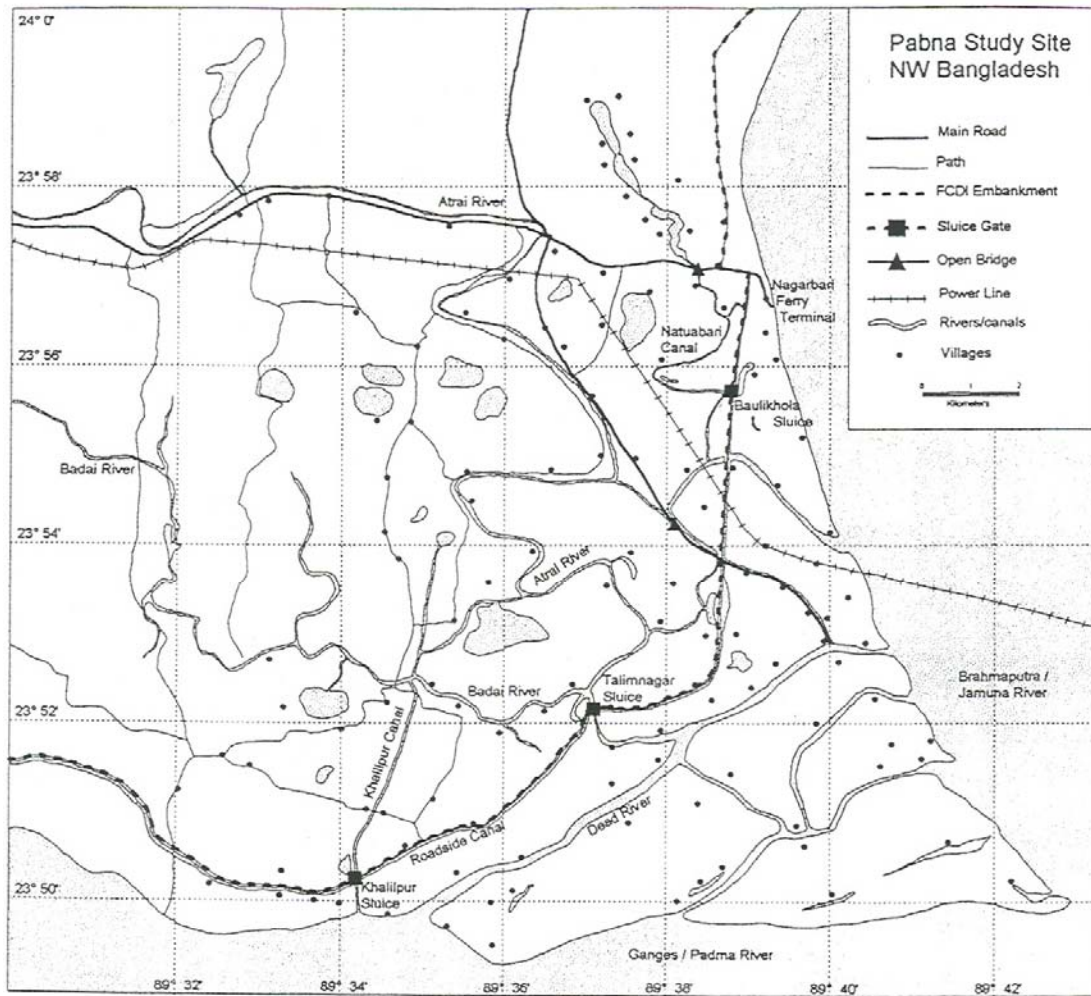 24° 0'
Pabna Study Site
NW Bangladesh
Main Road
Path
FCDI Embankment
Sluice Gate
Open Bridge
Power Line
Rivers/canals
Villages
0 1 2
Kilometers
23° 58'
Atrai River
Nagarbari
Ferry
Terminal
Natuabari
Canal
23° 56'
Baulikhola
Sluice
Badai River
23° 54'
Atrai River
Talimnagar
Sluice
Badai River
Brahmaputra /
Jamuna River
23° 52'
Khalilpur Canal
Dead River
Roadside Canal
23° 50'
Khalilpur
Sluice
Ganges / Padma River
89° 32'
89° 34'
89° 36'
89° 38'
89° 40'
89° 42'